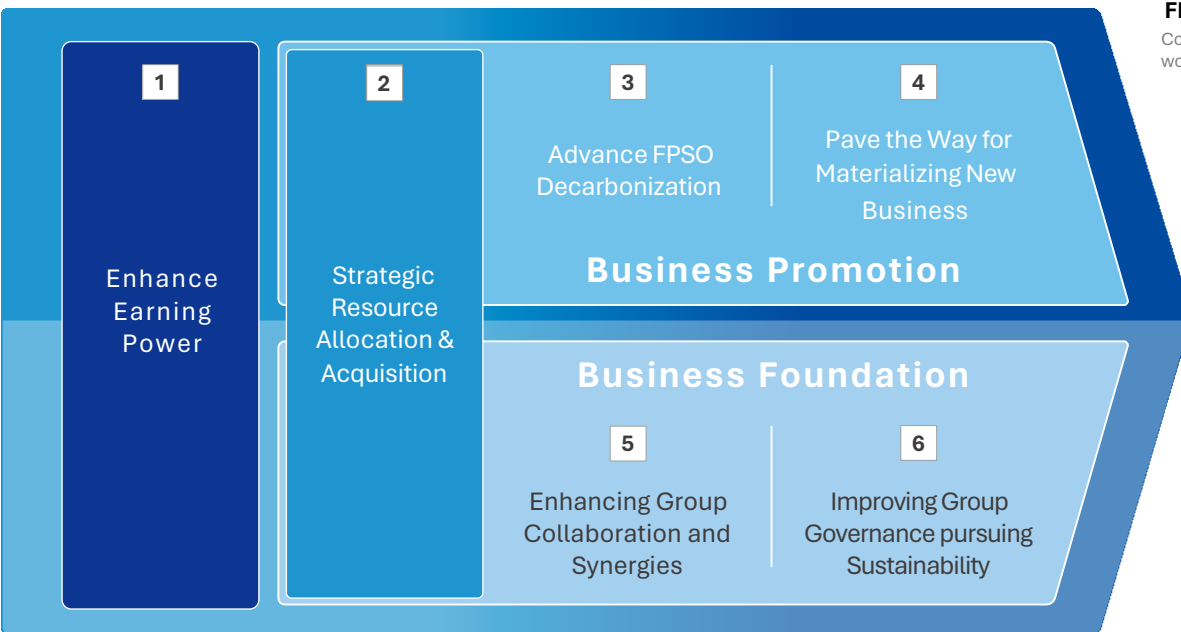 1
Enhance
Earning
Power
2
Strategic
Resource
Allocation &
Acquisition
3
Advance FPSO
Decarbonization
4
Pave the Way for
Materializing New
Business
Business Promotion
Business Foundation
5
Enhancing Group
Collaboration and
Synergies
6
Improving Group
Governance pursuing
Sustainability